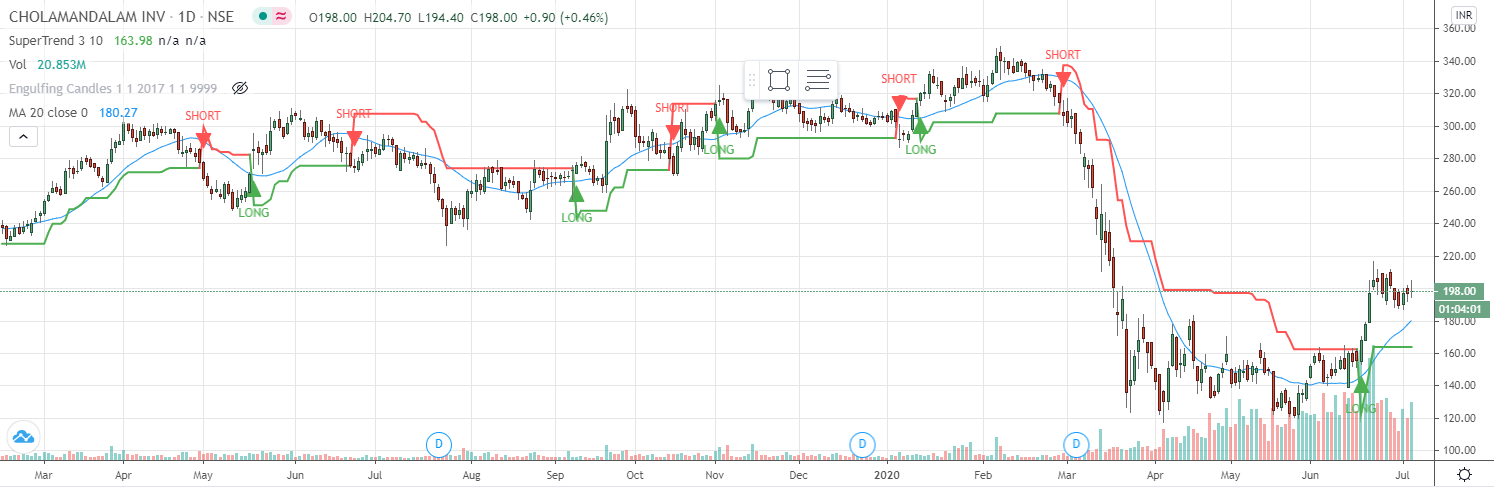 CHOLAMANDALAM INV · 1D · NSE O198.00 H204.70 L194.40 C198.00 +0.90 (+0.46%)
SuperTrend 3 10 163.98 n/a n/a
Vol 20.853M
Engulfing Candles 1 1 2017 1 1 9999
MA 20 close 0 180.27
INR
360.00
340.00
320.00
300.00
280.00
260.00
240.00
220.00
198.00
01:04:01
180.00
160.00
140.00
120.00
100.00
SHORT
LONG
SHORT
LONG
SHORT
LONG
SHORT
LONG
SHORT
LONG
D
D
D
Mar Apr May Jun Jul Aug Sep Oct Nov Dec 2020 Feb Mar Apr May Jun Jul